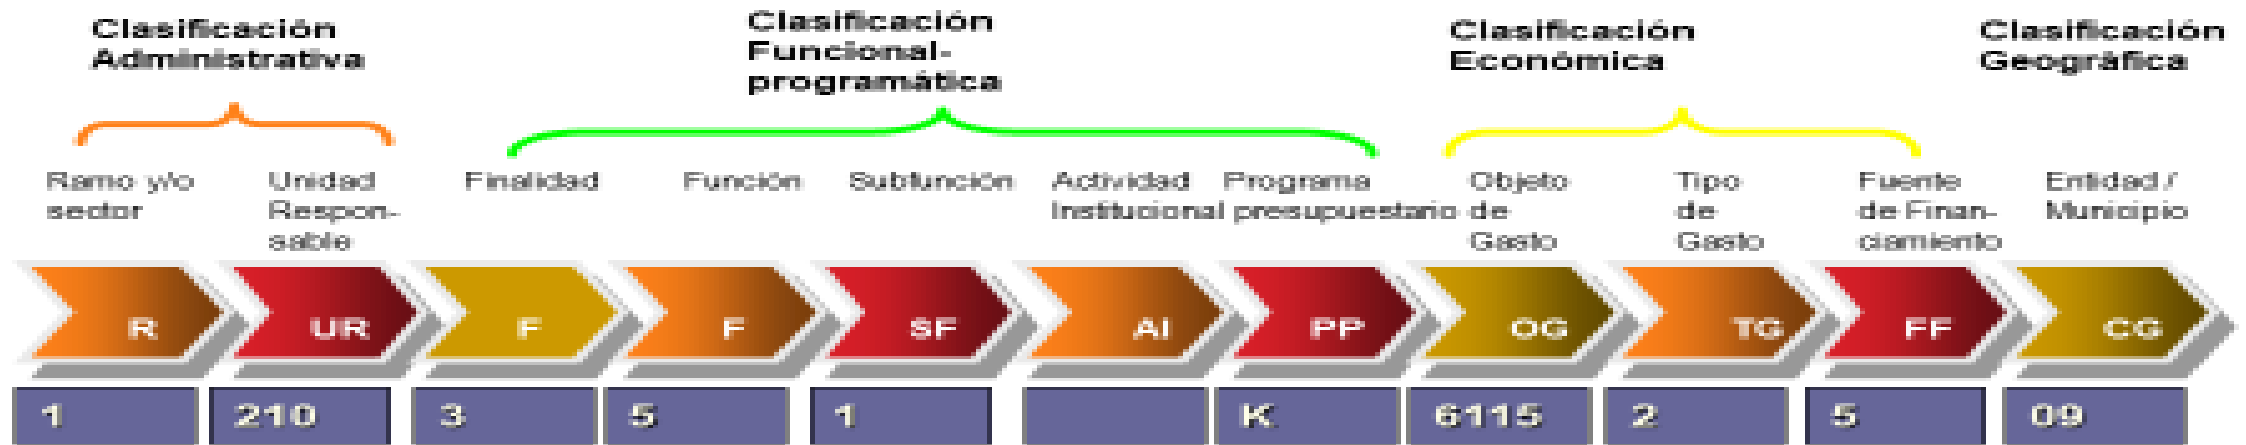 Clasificación
Administrativa
Clasificación
Funcional-
programática
Clasificación
Económica
Clasificación
Geográfica
Ramo y/o
sector
Unidad
Respon-
sable
Finalidad
Función
Subfunción
Actividad
Institucional
Programa
presupuestario
Objeto
de
Gasto
Tipo
de
Gasto
Fuente
de Finan-
ciamiento
Entidad /
Municipio
R UR F F SF AI PP OG TG FF CG
1 210 3 5 1 K 6115 2 5 09